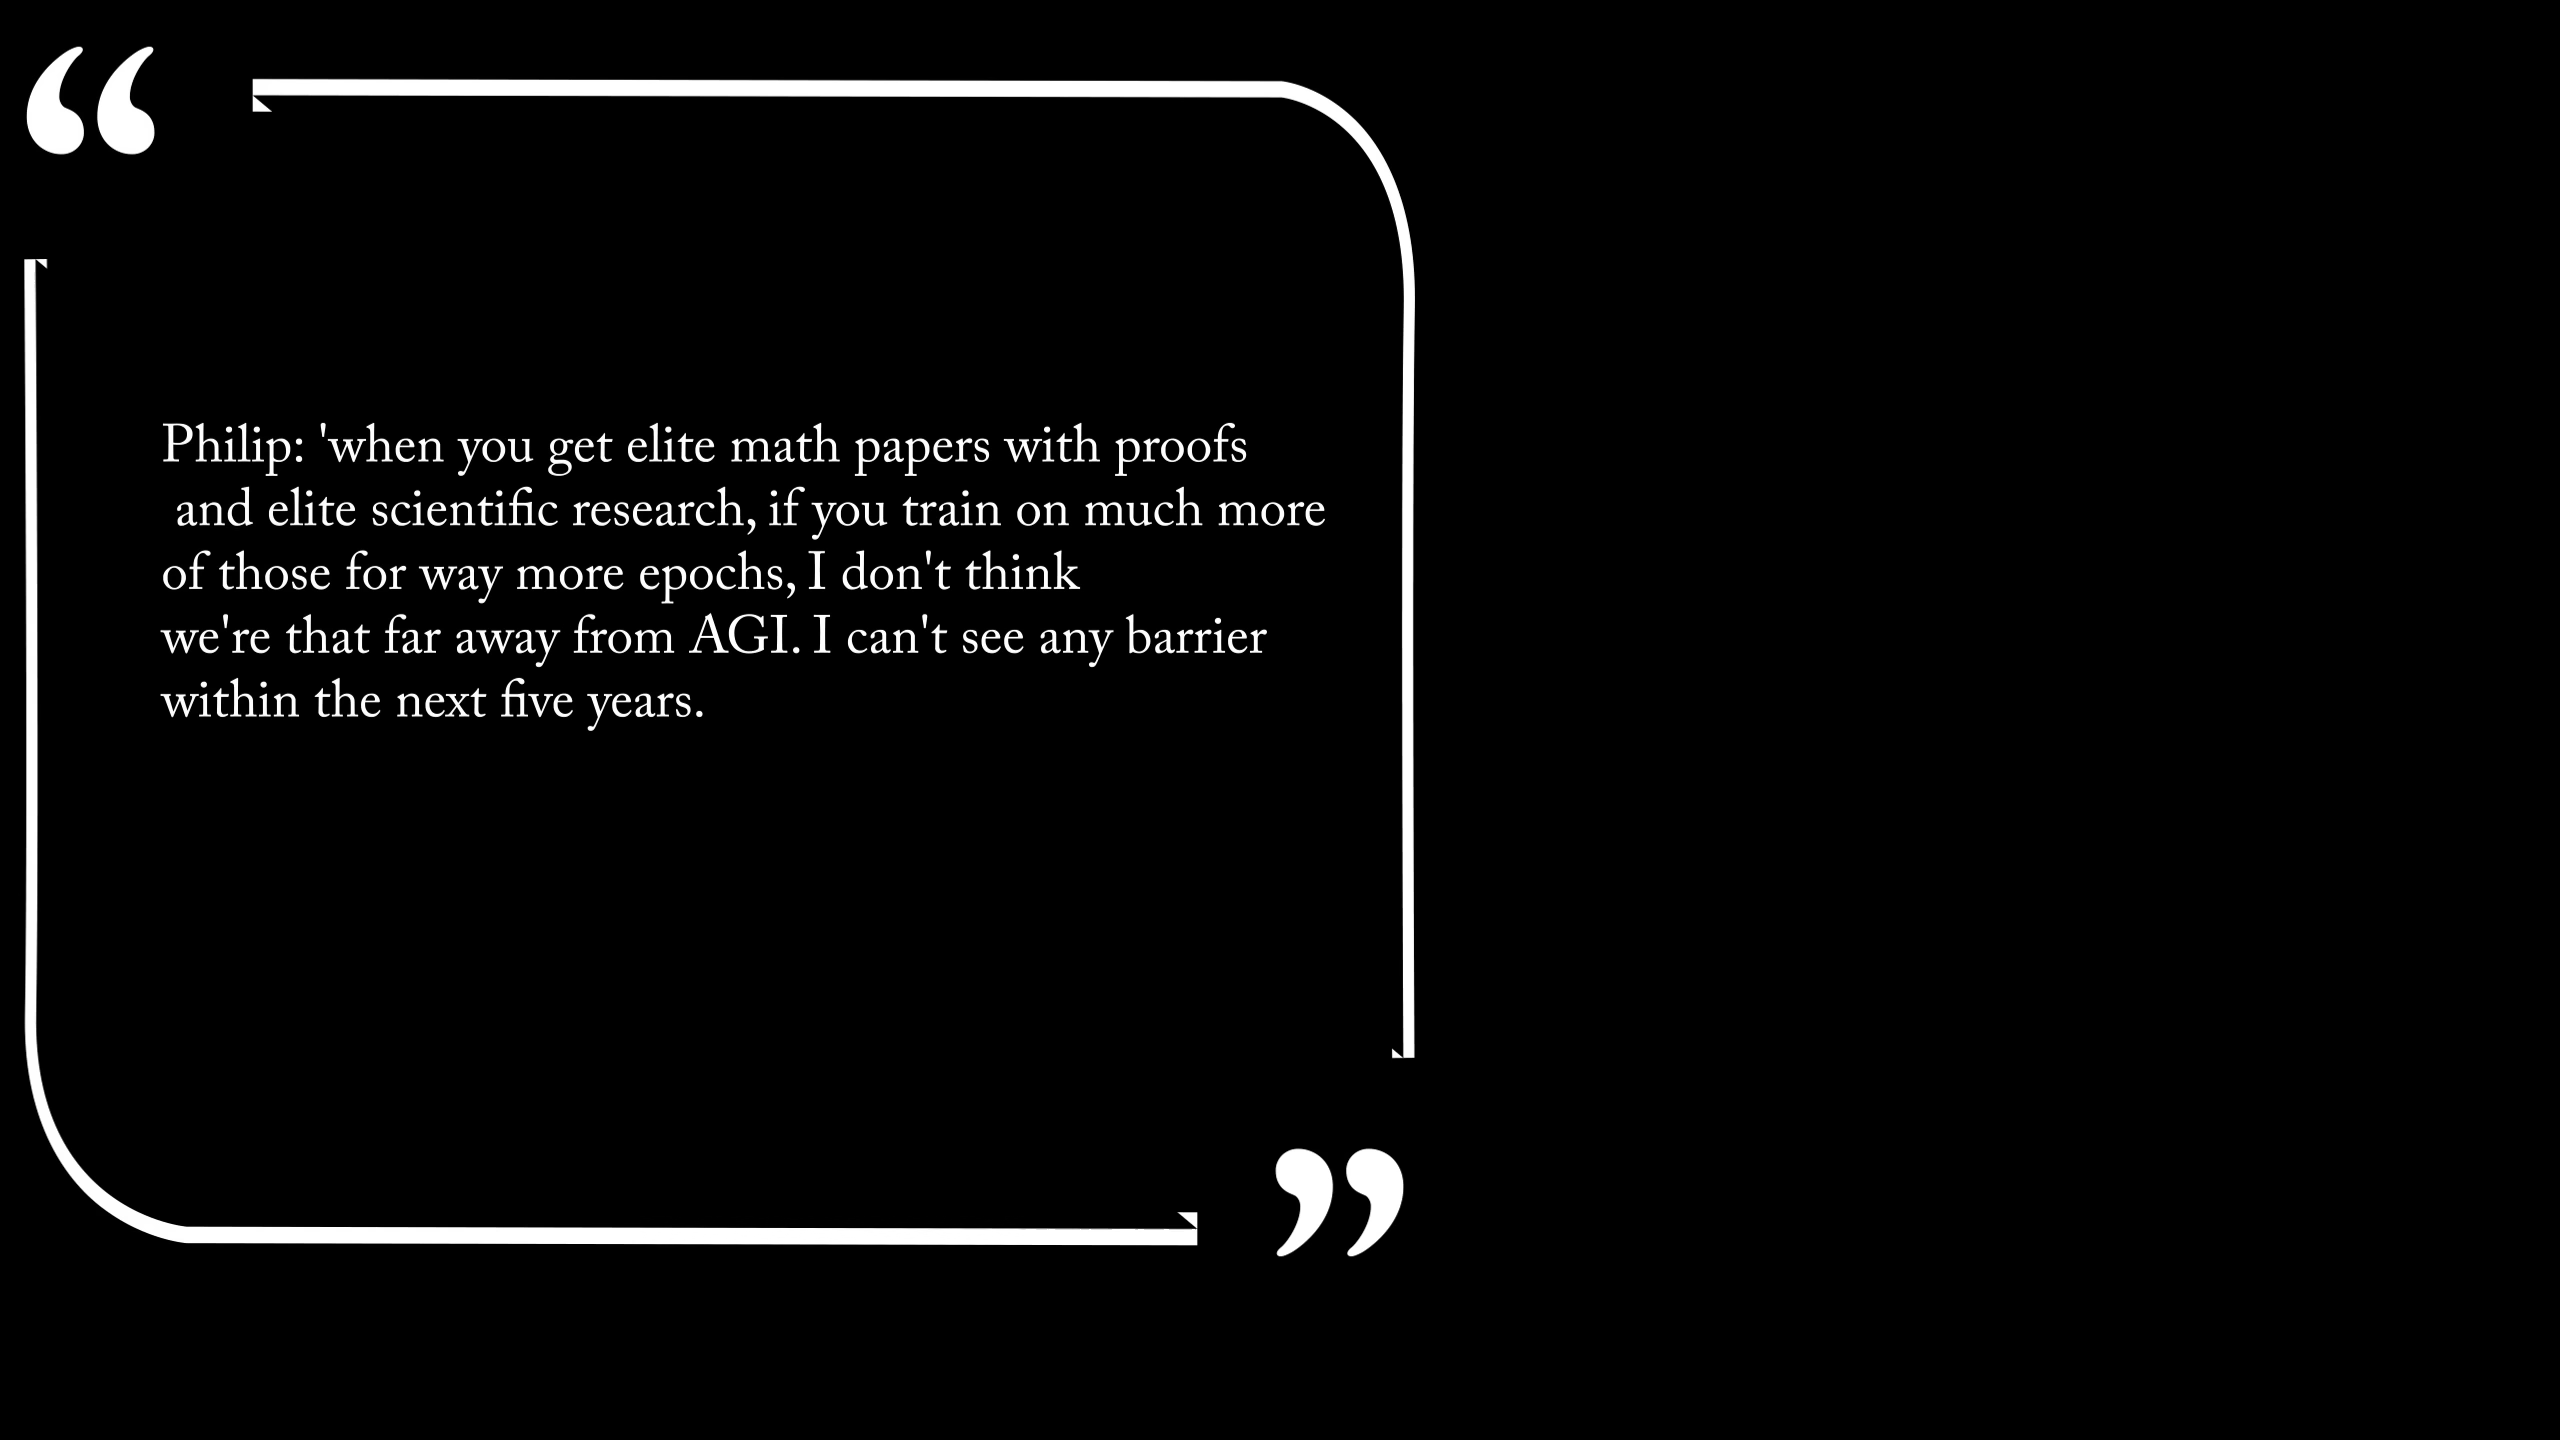 “
Philip: 'when you get elite math papers with proofs
and elite scientific research, if you train on much more
of those for way more epochs, I don't think
we're that far away from AGI. I can't see any barrier
within the next five years.
”